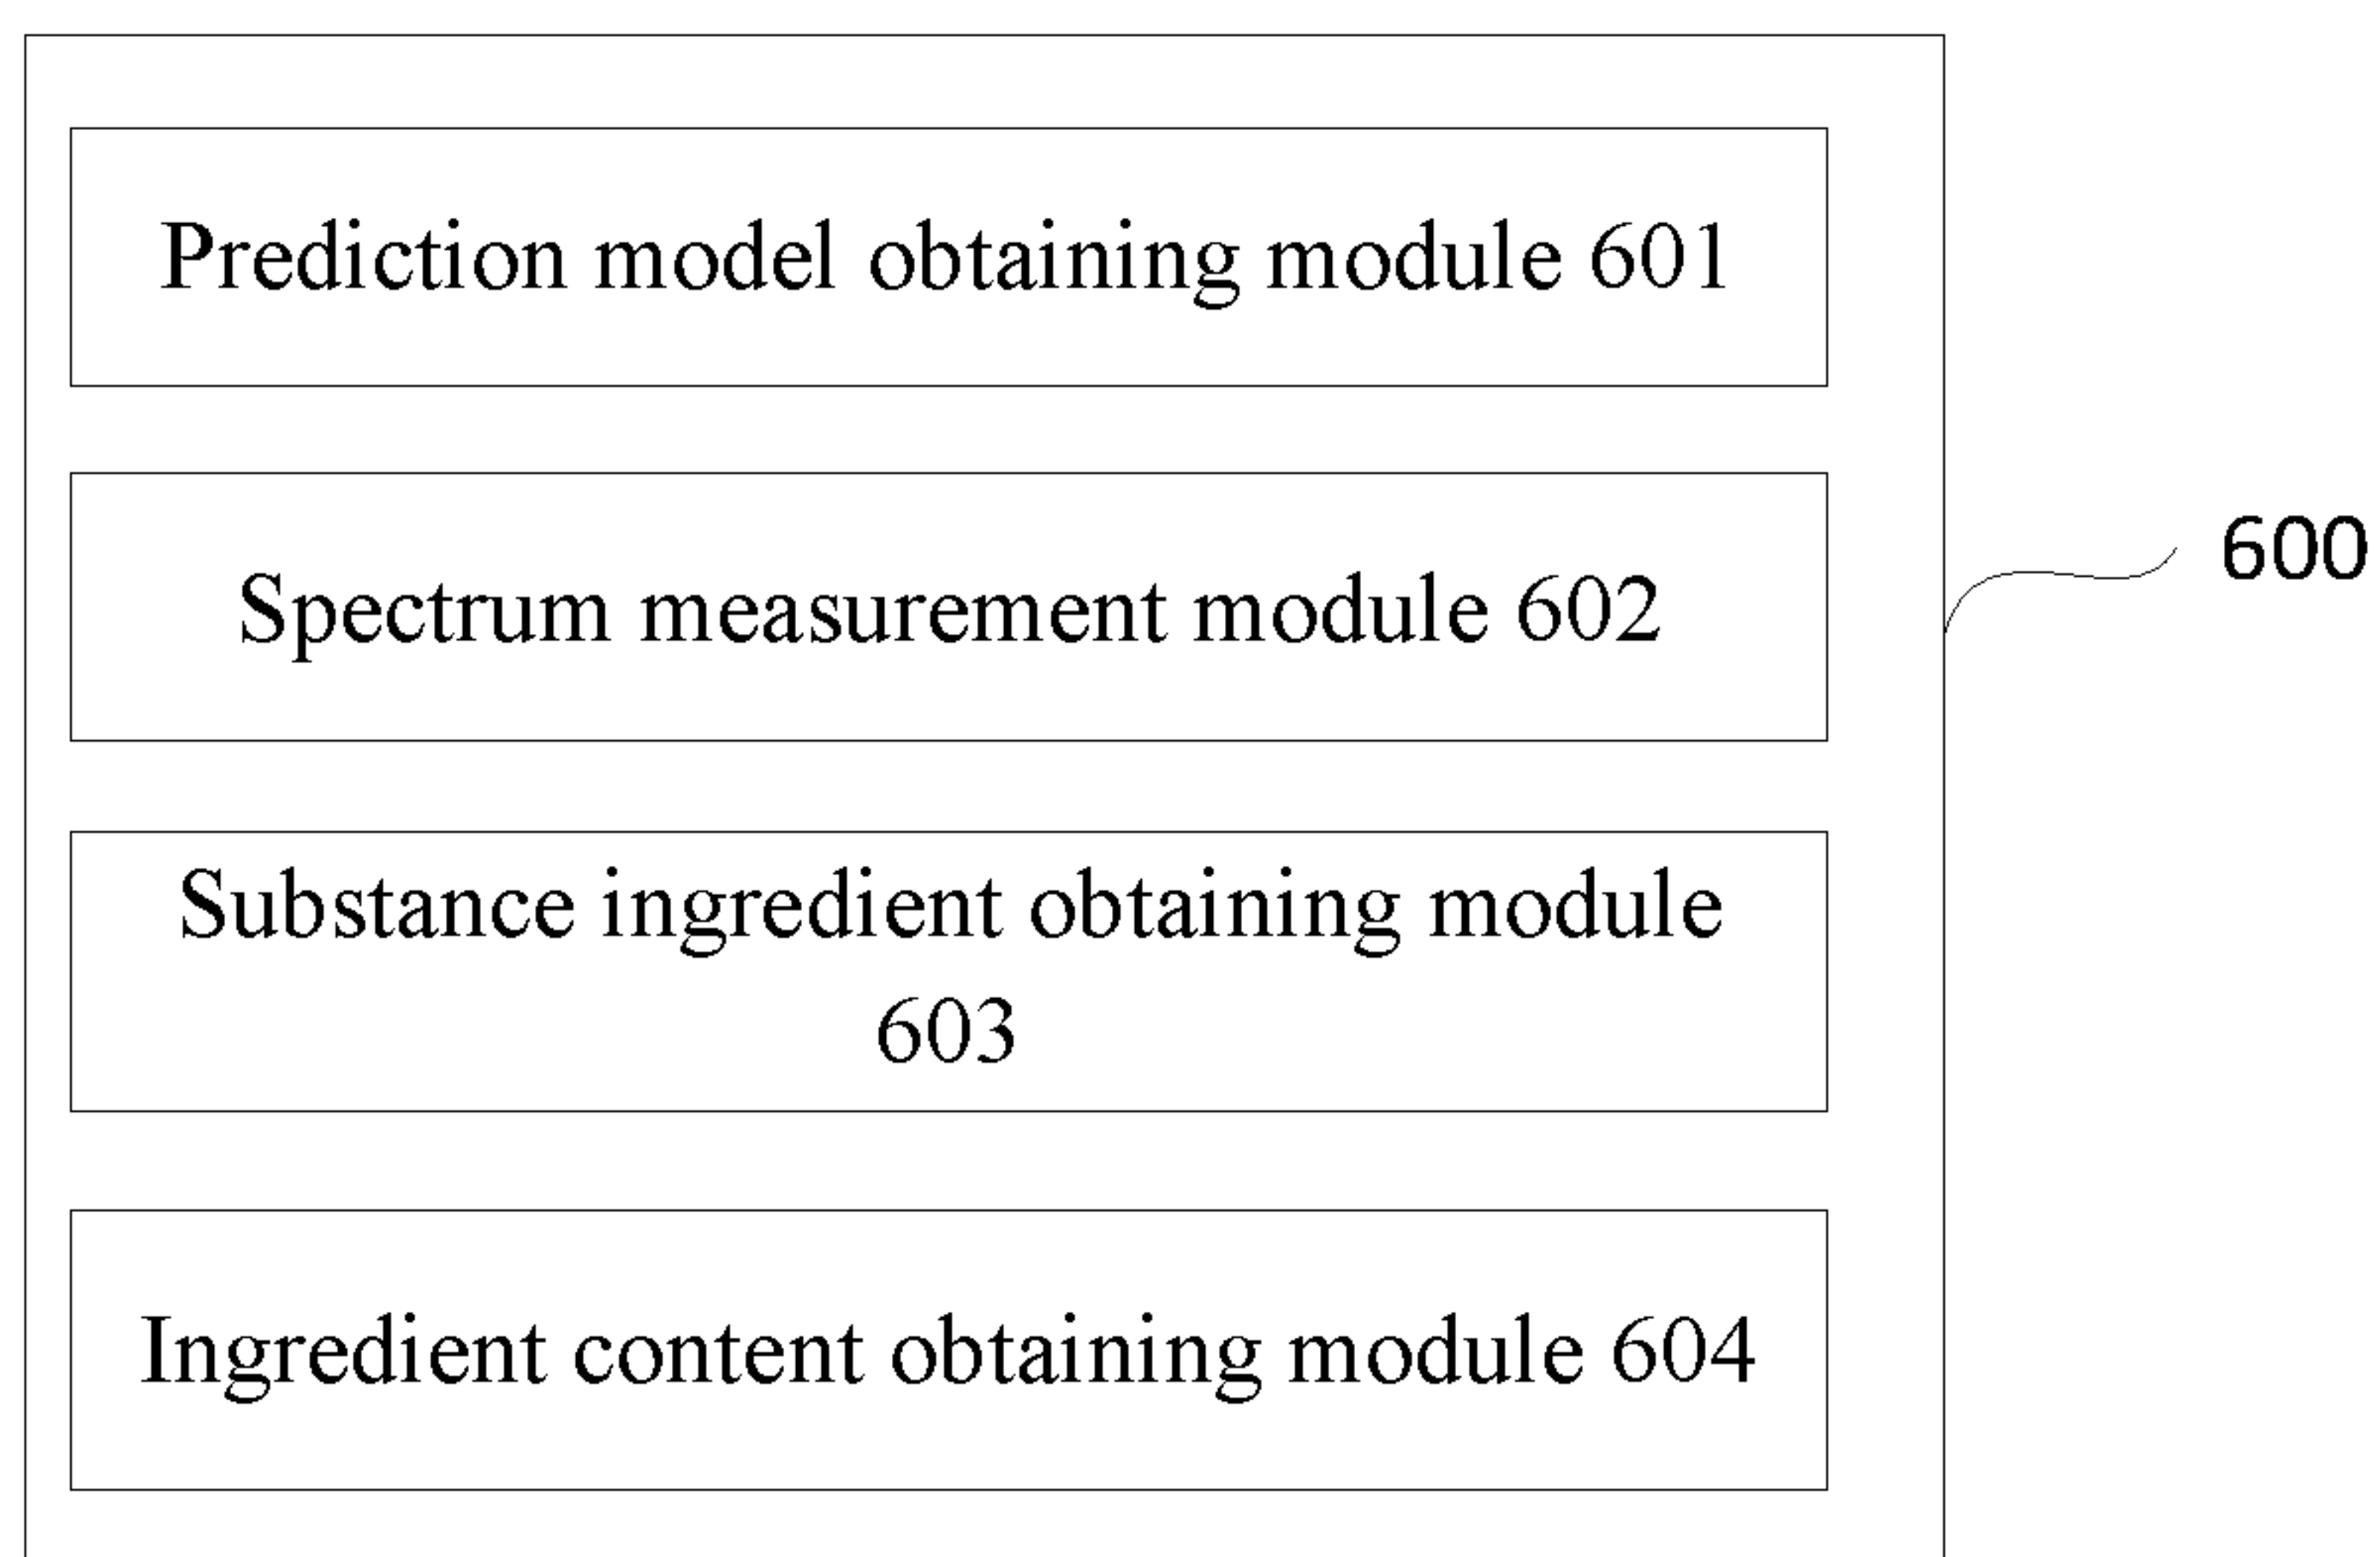 Prediction model obtaining module 601
Spectrum measurement module 602
600
Substance ingredient obtaining module
603
Ingredient content obtaining module 604